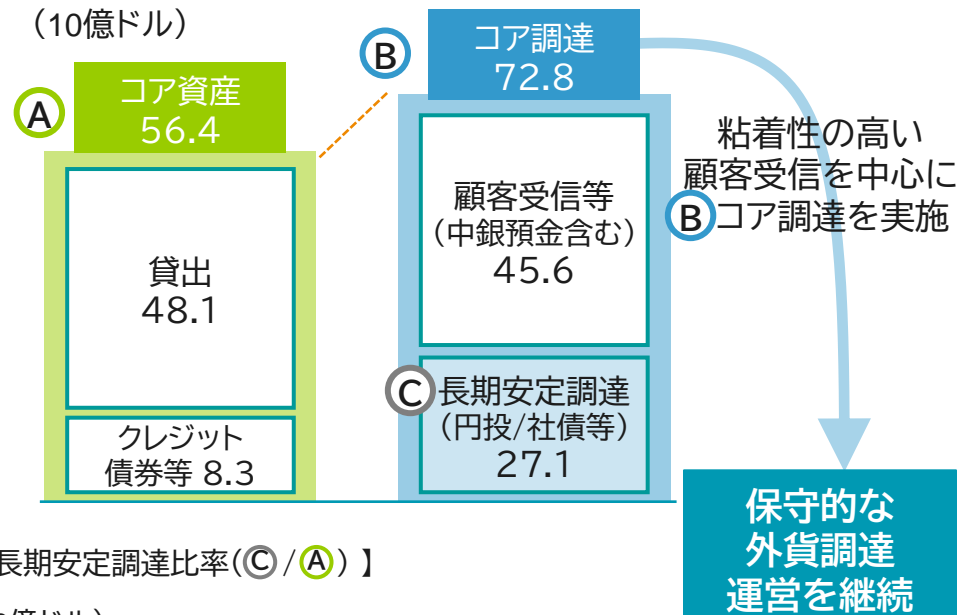 （10億ドル）
A
コア資産
56.4
貸出
48.1
クレジット
債券等 8.3
B
コア調達
72.8
顧客受信等
（中銀預金含む）
45.6
C
長期安定調達
（円投/社債等）
27.1
粘着性の高い
顧客受信を中心に
Bコア調達を実施
保守的な
外貨調達
運営を継続
長期安定調達比率(C/A)】
億ドル）